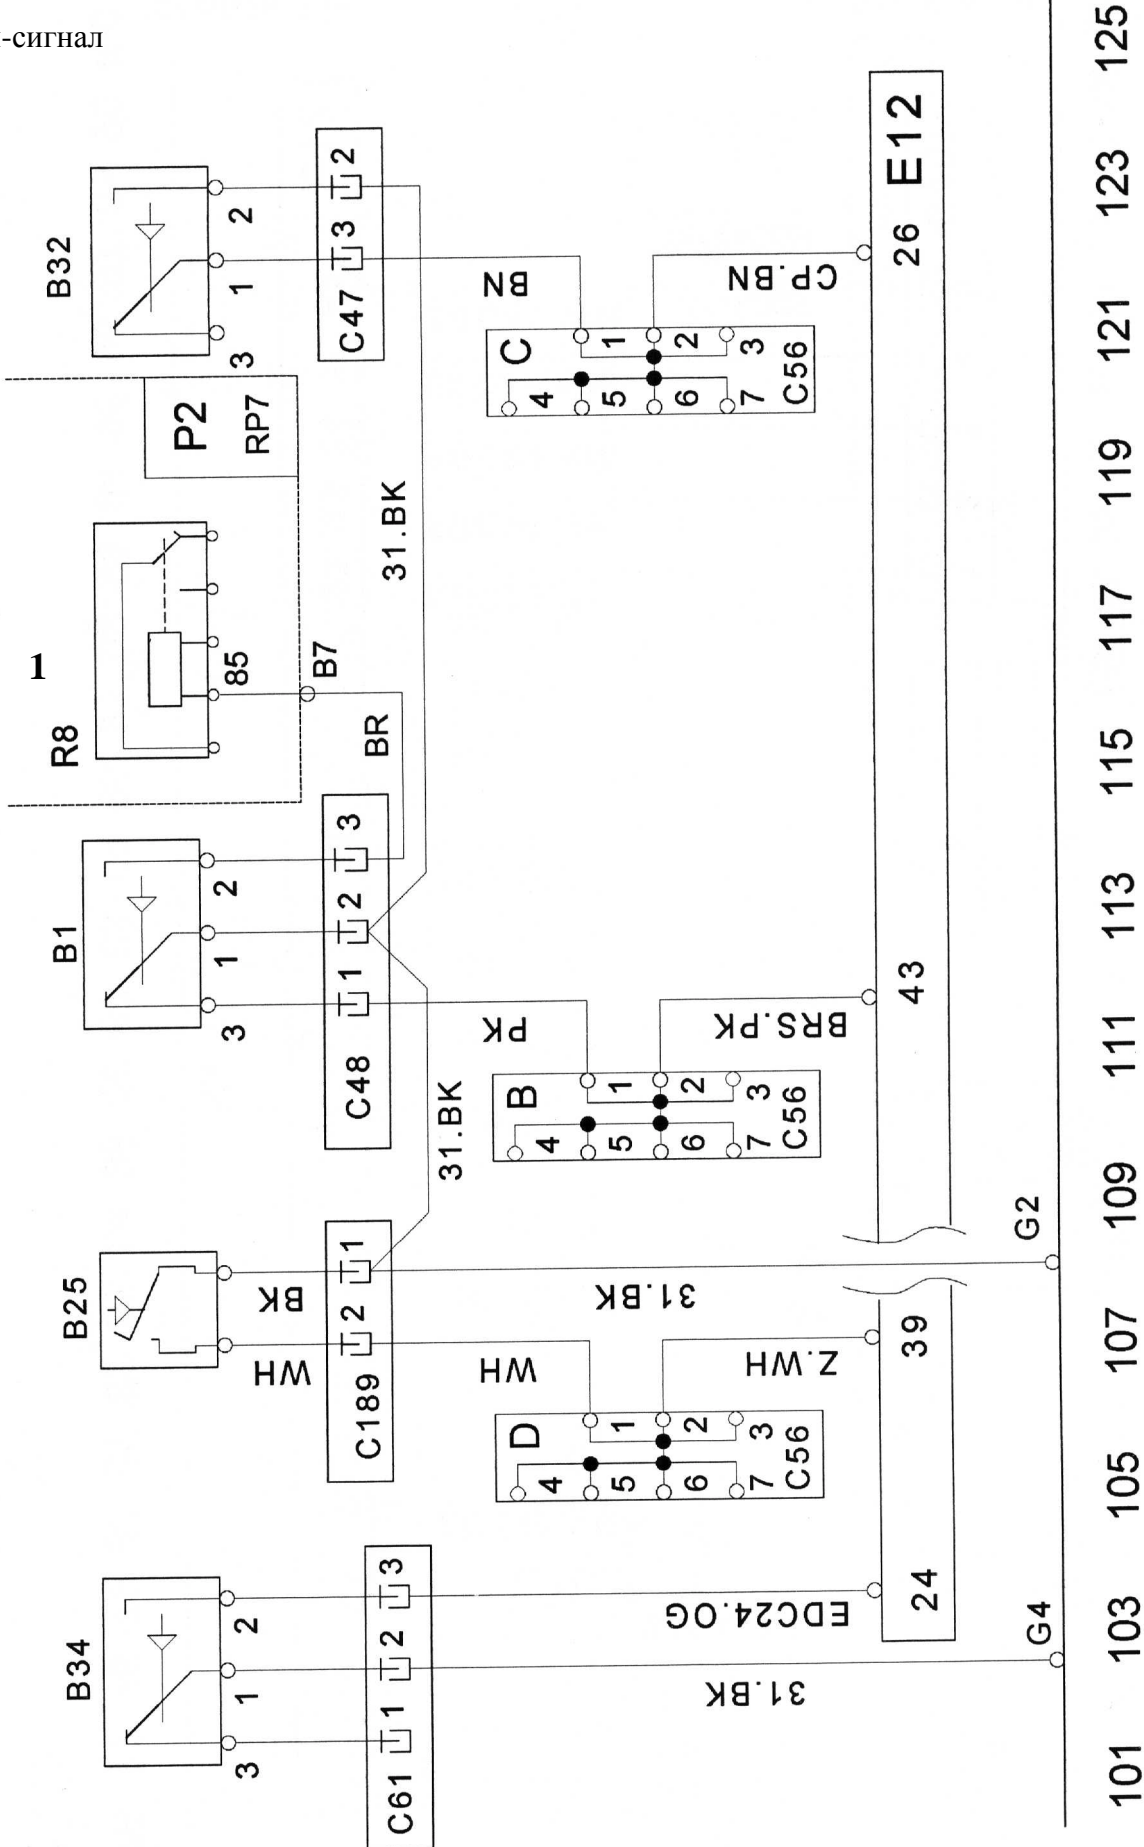 -сигнал
1
B34
3
1
2
C61
1
2
3
31.BK
EDC24.OG
G4
24
B25
WH
BK
C189
2
1
WH
31.BK
D
4
5
6
7
1
2
3
C56
Z.WH
39
G2
B1
3
1
2
C48
1
2
3
31.BK
PK
B
4
5
6
7
1
2
3
C56
BRS.PK
43
R8
85
B7
BR
P2
RP7
31.BK
B32
3
1
2
C47
3
2
BN
C
4
5
6
7
1
2
3
C56
CP.BN
26 E12
101 103 105 107 109 111 113 115 117 119 121 123 125